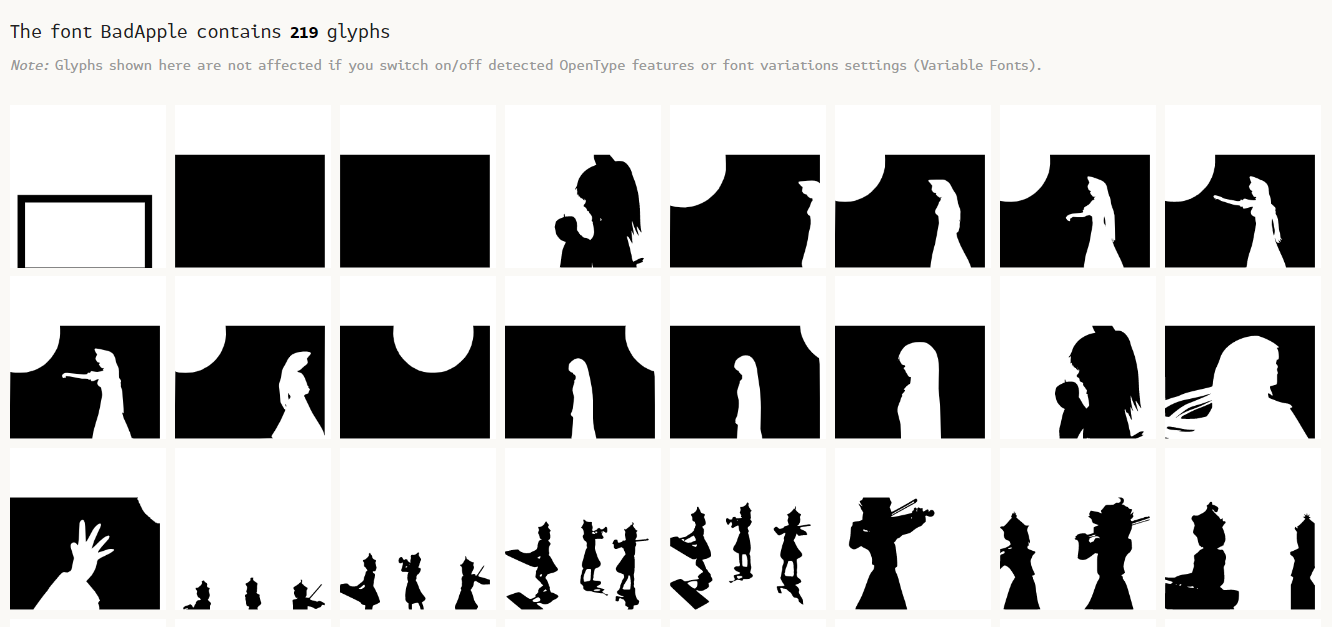 The font BadApple contains 219 glyphs
Note: Glyphs shown here are not affected if you switch on/off detected OpenType features or font variations settings (Variable Fonts).